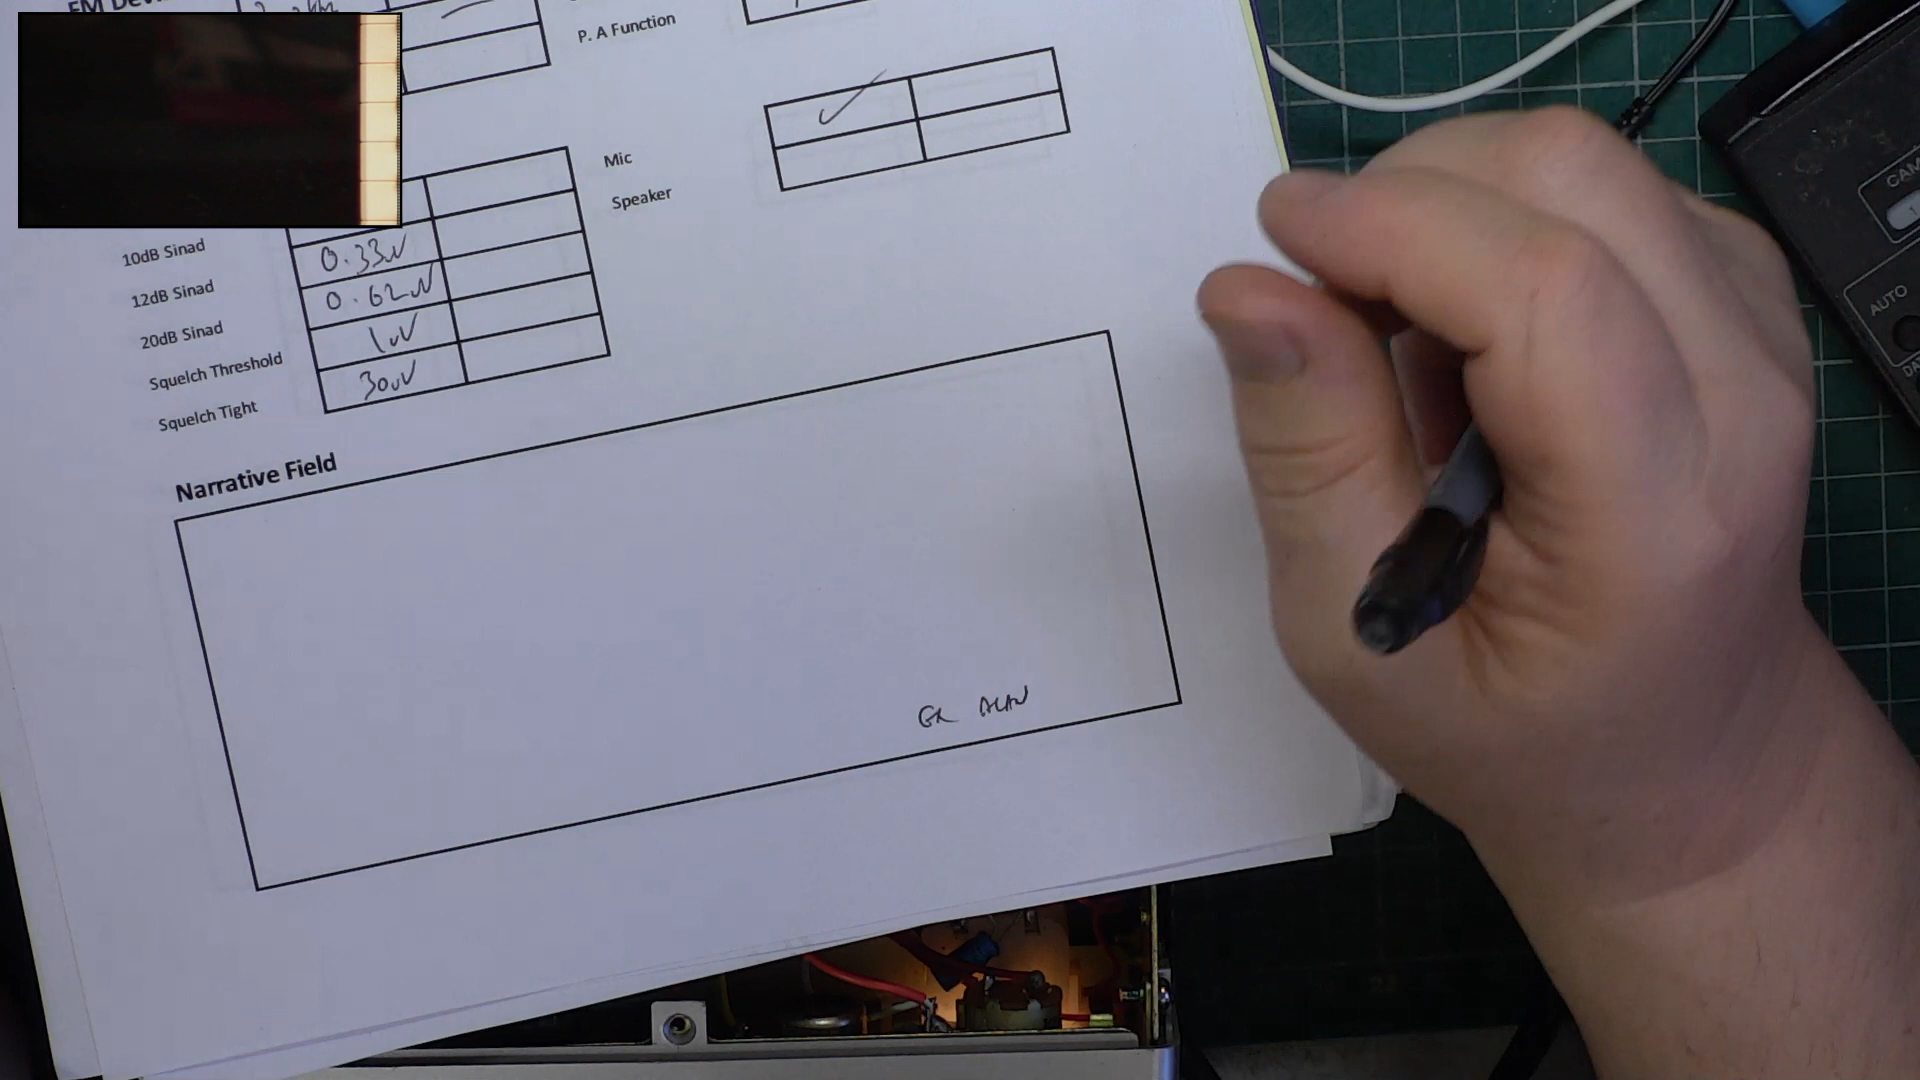 P. A Function
Mic
Speaker
10dB Sinad
0.33uV
12dB Sinad
0.62uV
20dB Sinad
1uV
Squelch Threshold
30uV
Squelch Tight
Narrative Field
AUTO